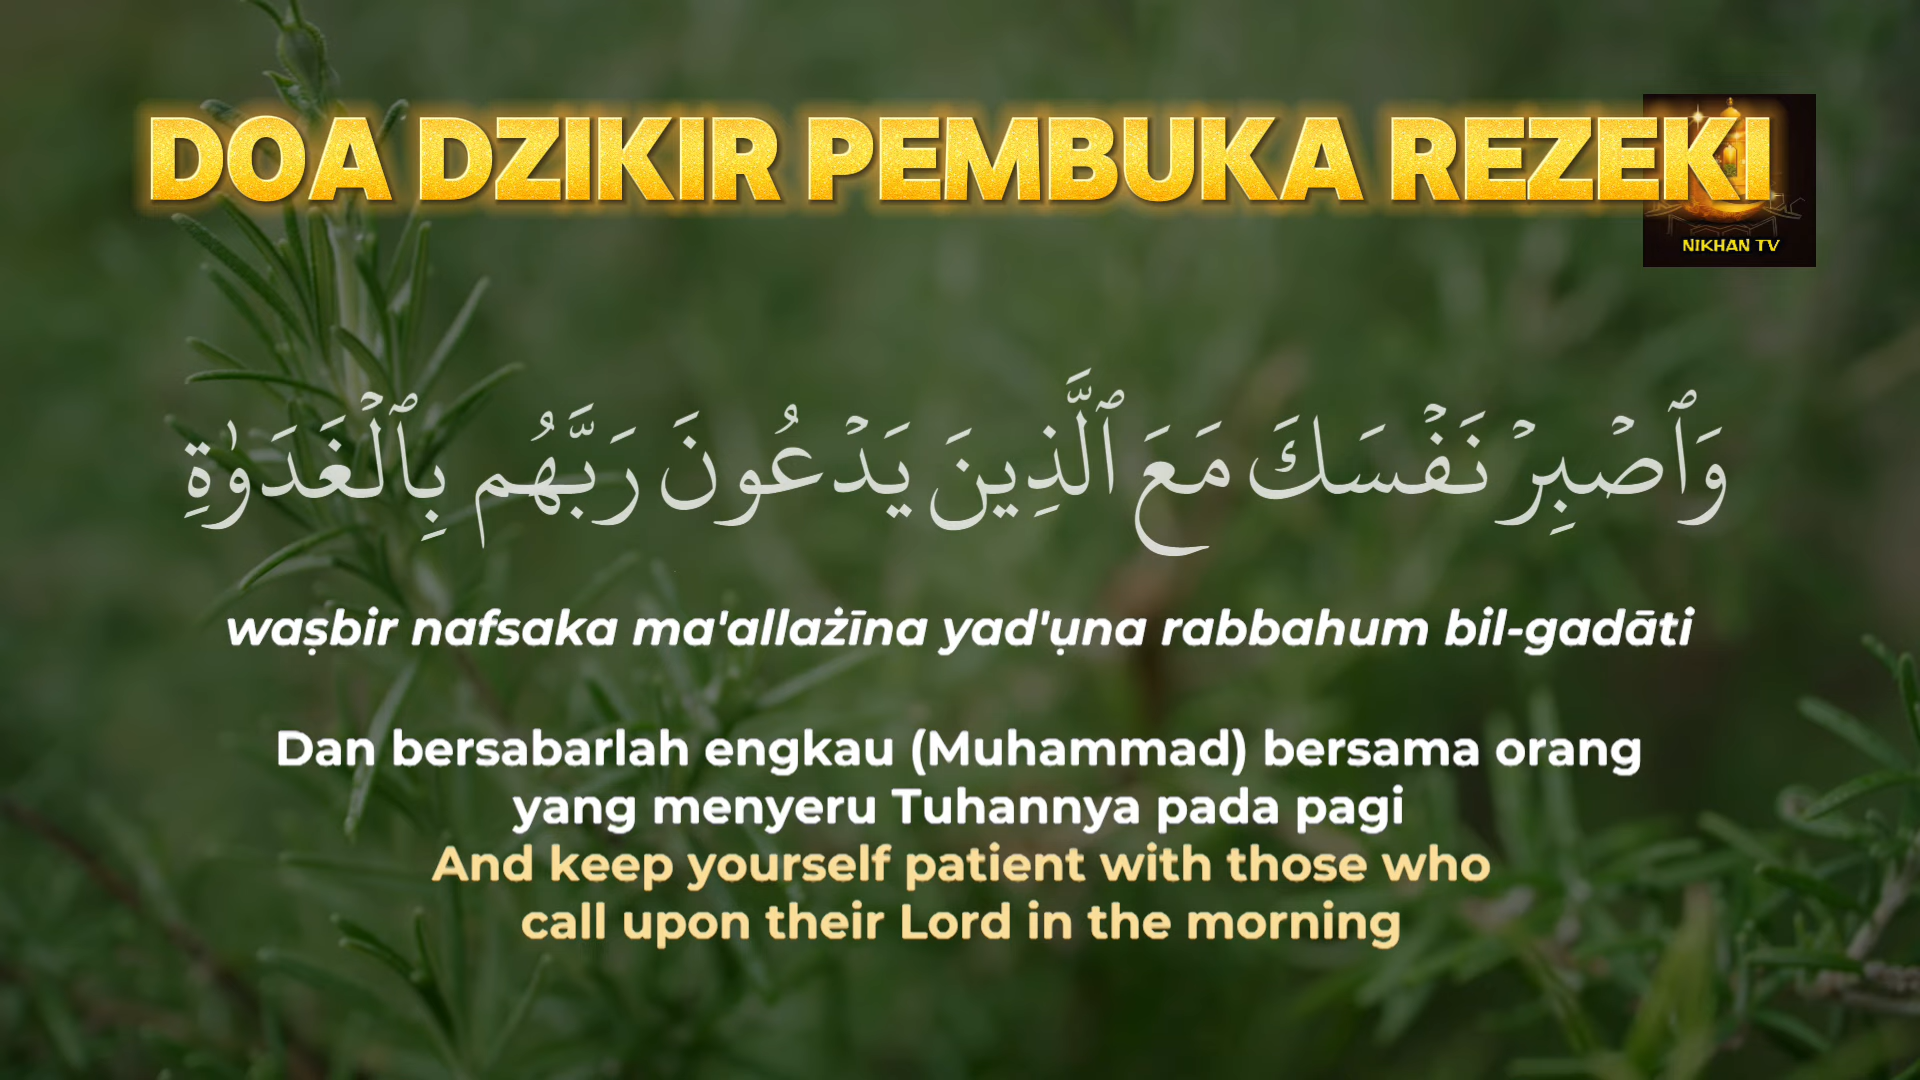 DOA DZIKIR PEMBUKA REZEKI
NIKHAN TV
وَٱصۡبِرۡ نَفۡسَكَ مَعَ ٱلَّذِينَ يَدۡعُونَ رَبَّهُم بِٱلۡغَدَوٰةِ
waṣbir nafsaka ma'allażīna yad'ụna rabbahum bil-gadāti
Dan bersabarlah engkau (Muhammad) bersama orang
yang menyeru Tuhannya pada pagi
And keep yourself patient with those who
call upon their Lord in the morning